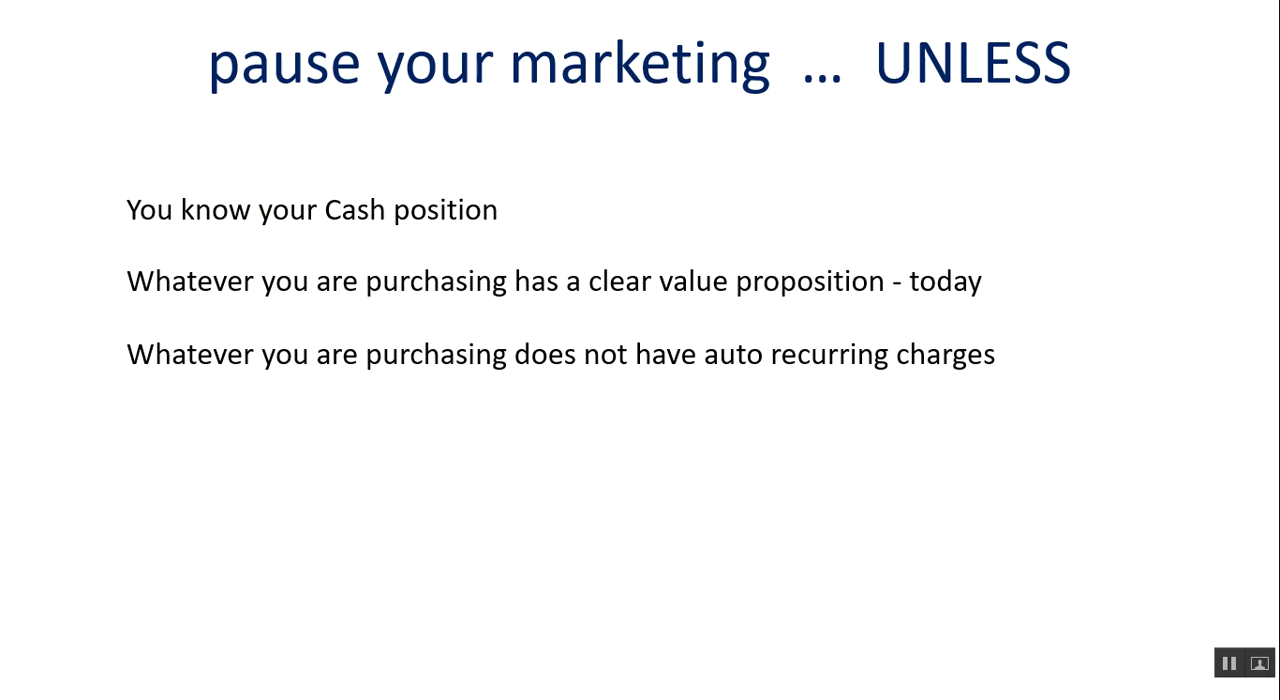 pause your marketing ... UNLESS
You know your Cash position
Whatever you are purchasing has a clear value proposition - today
Whatever you are purchasing does not have auto recurring charges